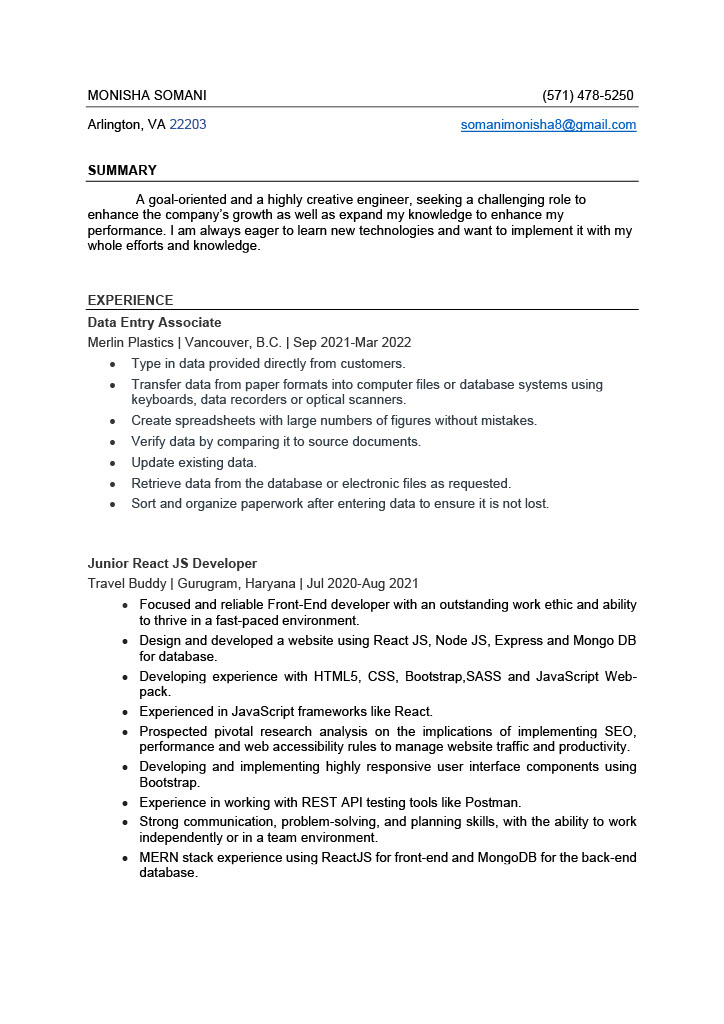 MONISHA SOMANI (571) 478-5250
Arlington, VA 22203 somanimonisha8@gmail.com
SUMMARY
A goal-oriented and a highly creative engineer, seeking a challenging role to
enhance the company's growth as well as expand my knowledge to enhance my
performance. I am always eager to learn new technologies and want to implement it with my
whole efforts and knowledge.
EXPERIENCE
Data Entry Associate
Merlin Plastics | Vancouver, B.C. | Sep 2021-Mar 2022
• Type in data provided directly from customers.
• Transfer data from paper formats into computer files or database systems using
keyboards, data recorders or optical scanners.
• Create spreadsheets with large numbers of figures without mistakes.
• Verify data by comparing it to source documents.
• Update existing data.
• Retrieve data from the database or electronic files as requested.
• Sort and organize paperwork after entering data to ensure it is not lost.
Junior React JS Developer
Travel Buddy | Gurugram, Haryana | Jul 2020-Aug 2021
• Focused and reliable Front-End developer with an outstanding work ethic and ability
to thrive in a fast-paced environment.
• Design and developed a website using React JS, Node JS, Express and Mongo DB
for database.
• Developing experience with HTML5, CSS, Bootstrap,SASS and JavaScript Web-
pack.
• Experienced in JavaScript frameworks like React.
• Prospected pivotal research analysis on the implications of implementing SEO,
performance and web accessibility rules to manage website traffic and productivity.
• Developing and implementing highly responsive user interface components using
Bootstrap.
• Experience in working with REST API testing tools like Postman.
• Strong communication, problem-solving, and planning skills, with the ability to work
independently or in a team environment.
• MERN stack experience using ReactJS for front-end and MongoDB for the back-end
database.